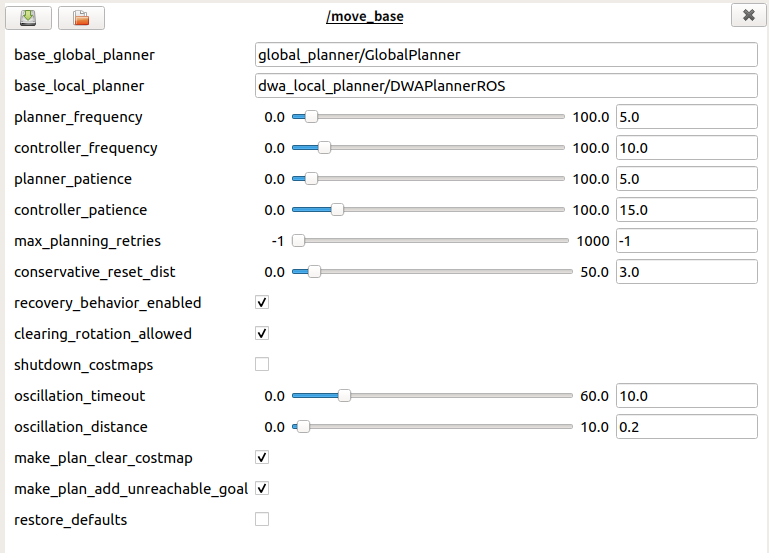 /move_base
base_global_planner global_planner/GlobalPlanner
base_local_planner dwa_local_planner/DWAPlannerROS
planner_frequency 0.0 100.0 5.0
controller_frequency 0.0 100.0 10.0
planner_patience 0.0 100.0 5.0
controller_patience 0.0 100.0 15.0
max_planning_retries -1 1000 -1
conservative_reset_dist 0.0 50.0 3.0
recovery_behavior_enabled
clearing_rotation_allowed
shutdown_costmaps
oscillation_timeout 0.0 60.0 10.0
oscillation_distance 0.0 10.0 0.2
make_plan_clear_costmap
make_plan_add_unreachable_goal
restore_defaults